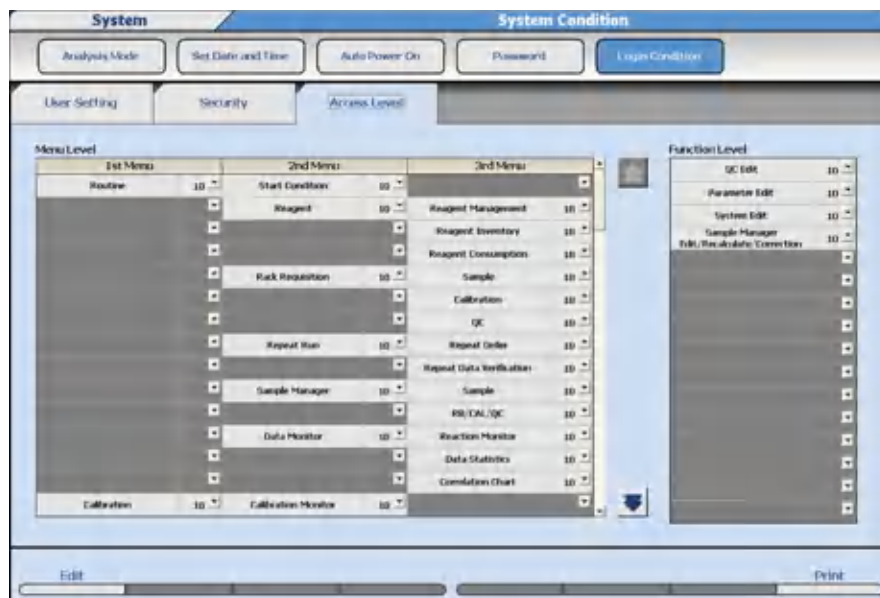 System System Condition
Analysis Mode Set Date and Time Auto Power On Password Login Condition
User Setting Security Access Level
Menu Level Function Level
1st Menu 2nd Menu 3rd Menu
Routine 10 Start Condition 10 QC Edit 10
Reagent 10 Reagent Management 10 Parameter Edit 10
Reagent Inventory 10 System Edit 10
Reagent Consumption 10 Sample Manager
Edit/Recalculate/Correction 10
Rack Requisition 10 Sample 10
Calibration 10
QC 10
Repeat Run 10 Repeat Order 10
Repeat Data Verification 10
Sample Manager 10 Sample 10
RB/CAL/QC 10
Data Monitor 10 Reaction Monitor 10
Data Statistics 10
Correlation Chart 10
Calibration 10 Calibration Monitor 10
Edit Print